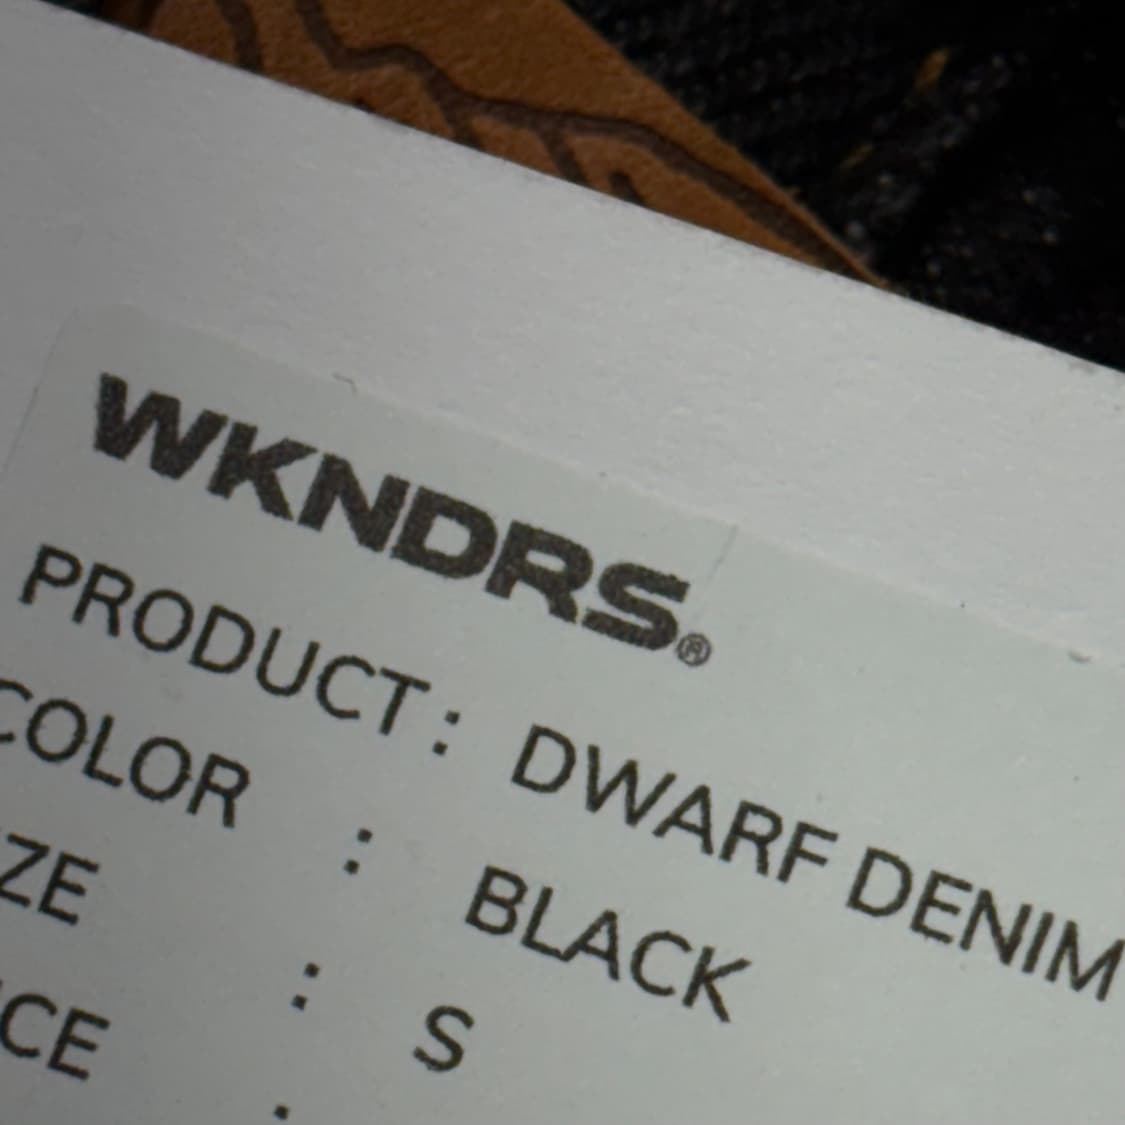 WKNDRS®
PRODUCT : DWARF DENIM
COLOR : BLACK
ZE : S
CE :